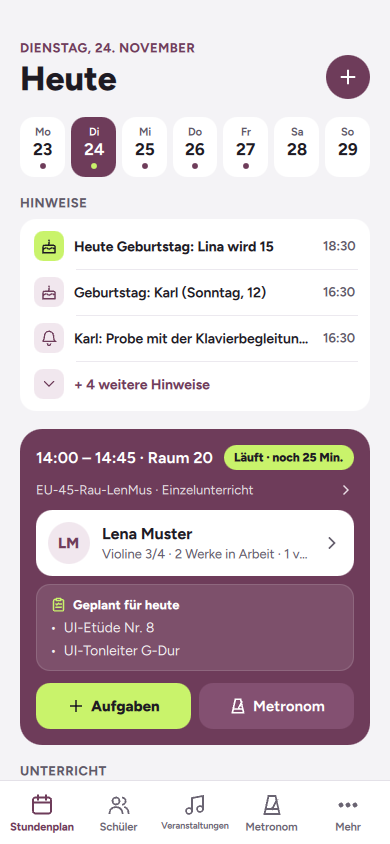 DIENSTAG, 24. NOVEMBER
Heute
Mo Di Mi Do Fr Sa So
23 24 25 26 27 28 29
HINWEISE
Heute Geburtstag: Lina wird 15 18:30
Geburtstag: Karl (Sonntag, 12) 16:30
Karl: Probe mit der Klavierbegleitun... 16:30
+ 4 weitere Hinweise
14:00 – 14:45 · Raum 20 Läuft · noch 25 Min.
EU-45-Rau-LenMus · Einzelunterricht
LM Lena Muster
Violine 3/4 · 2 Werke in Arbeit · 1 v...
Geplant für heute
• UI-Etüde Nr. 8
• UI-Tonleiter G-Dur
+ Aufgaben Metronom
UNTERRICHT
Stundenplan Schüler Veranstaltungen Metronom Mehr